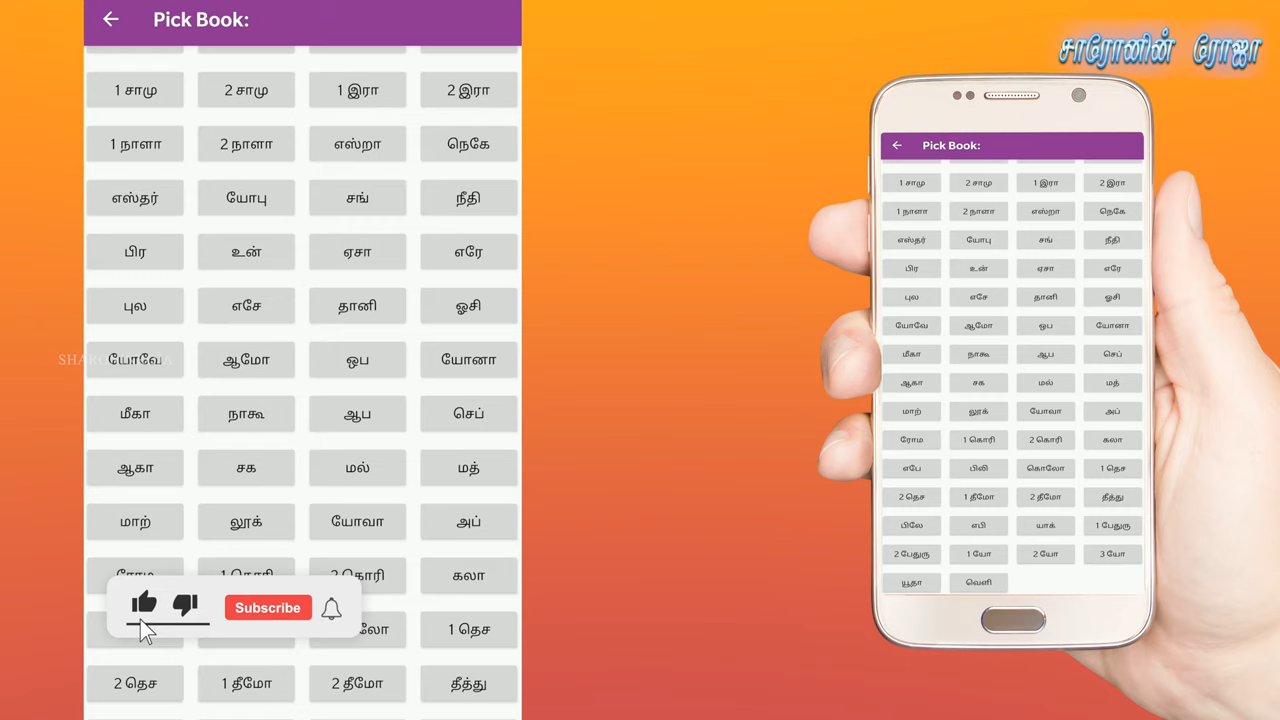 Pick Book:
1 சாமு 2 சாமு 1 இரா 2 இரா
1 நாளா 2 நாளா எஸ்றா நெகே
எஸ்தர் யோபு சங் நீதி
பிர உன் ஏசா எரே
புல எசே தானி ஓசி
யோவே ஆமோ ஒப யோனா
மீகா நாகூ ஆப செப்
ஆகா சக மல் மத்
மாற் லூக் யோவா அப்
ரோம 1 கொரி 2 கொரி கலா
லோ 1 தெச
2 தெச 1 தீமோ 2 தீமோ தீத்து
Subscribe
சாரோனின் ரோஜா
Pick Book:
1 சாமு 2 சாமு 1 இரா 2 இரா
1 நாளா 2 நாளா எஸ்றா நெகே
எஸ்தர் யோபு சங் நீதி
பிர உன் ஏசா எரே
புல எசே தானி ஓசி
யோவே ஆமோ ஒப யோனா
மீகா நாகூ ஆப செப்
ஆகா சக மல் மத்
மாற் லூக் யோவா அப்
ரோம 1 கொரி 2 கொரி கலா
எபே பிலி கொலோ 1 தெச
2 தெச 1 தீமோ 2 தீமோ தீத்து
பிலே எபி யாக் 1 பேதுரு
2 பேதுரு 1 யோ 2 யோ 3 யோ
யூதா வெளி